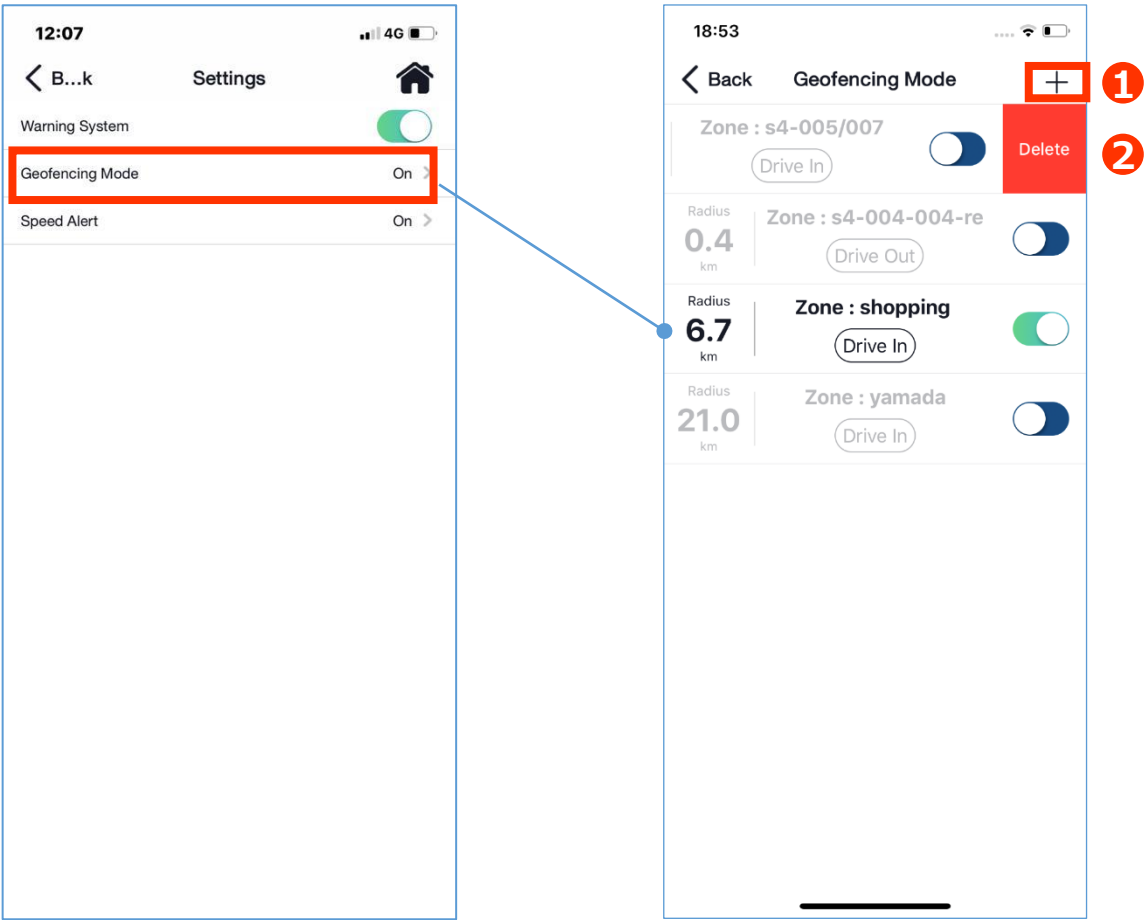 12:07
4G
B...k
Settings
Warning System
Geofencing Mode
On
Speed Alert
On
18:53
Back
Geofencing Mode
1
Zone : s4-005/007
Drive In
Delete
2
Radius
0.4
km
Zone : s4-004-004-re
Drive Out
Radius
6.7
km
Zone : shopping
Drive In
Radius
21.0
km
Zone : yamada
Drive In